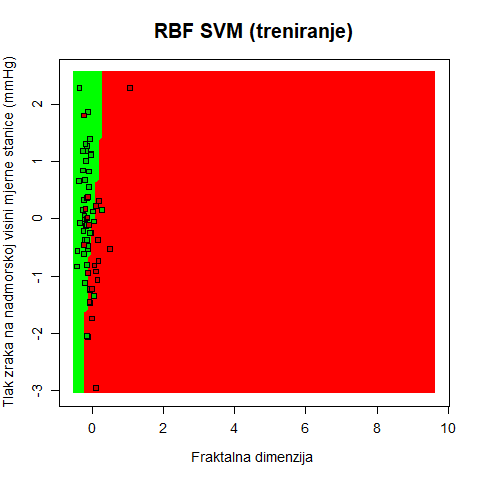 RBF SVM (treniranje)
Tlak zraka na nadmorskoj visini mjerne stanice (mmHg)
2
1
0
-1
-2
-3
0 2 4 6 8 10
Fraktalna dimenzija